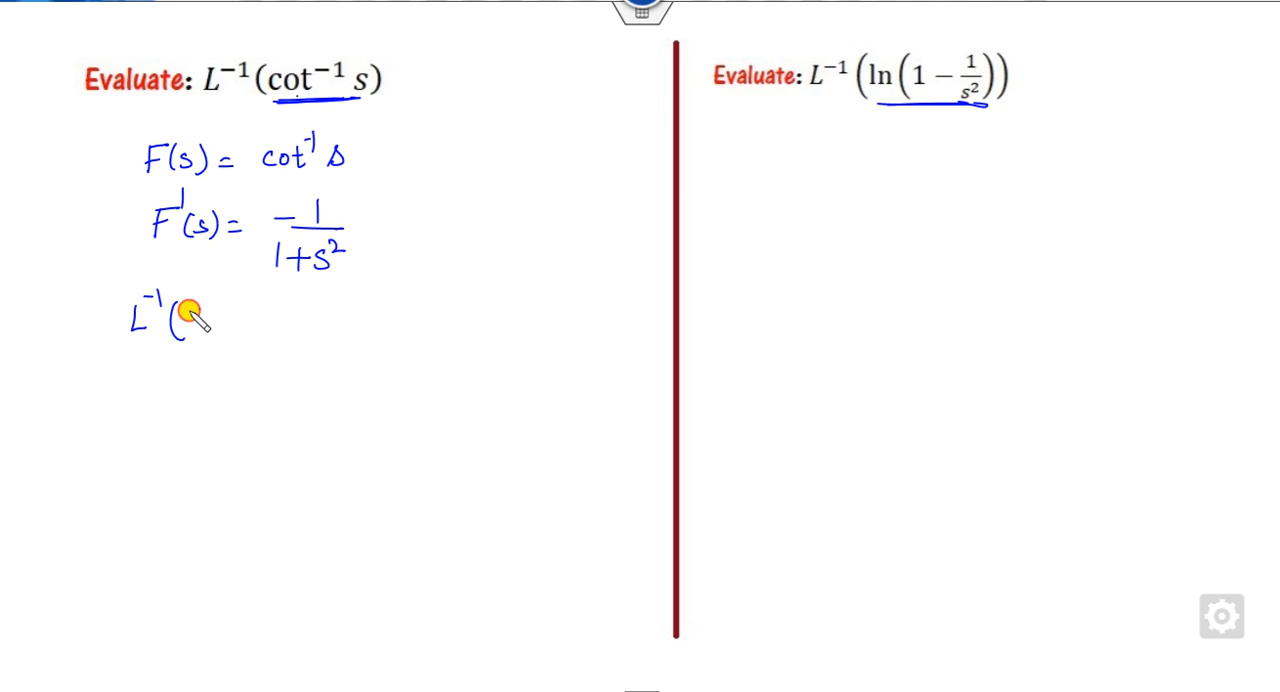 Evaluate: L⁻¹(cot⁻¹ s)
F(s) = cot⁻¹ s
F'(s) = -1/(1+s²)
L⁻¹(
Evaluate: L⁻¹(ln(1 − 1/s²))